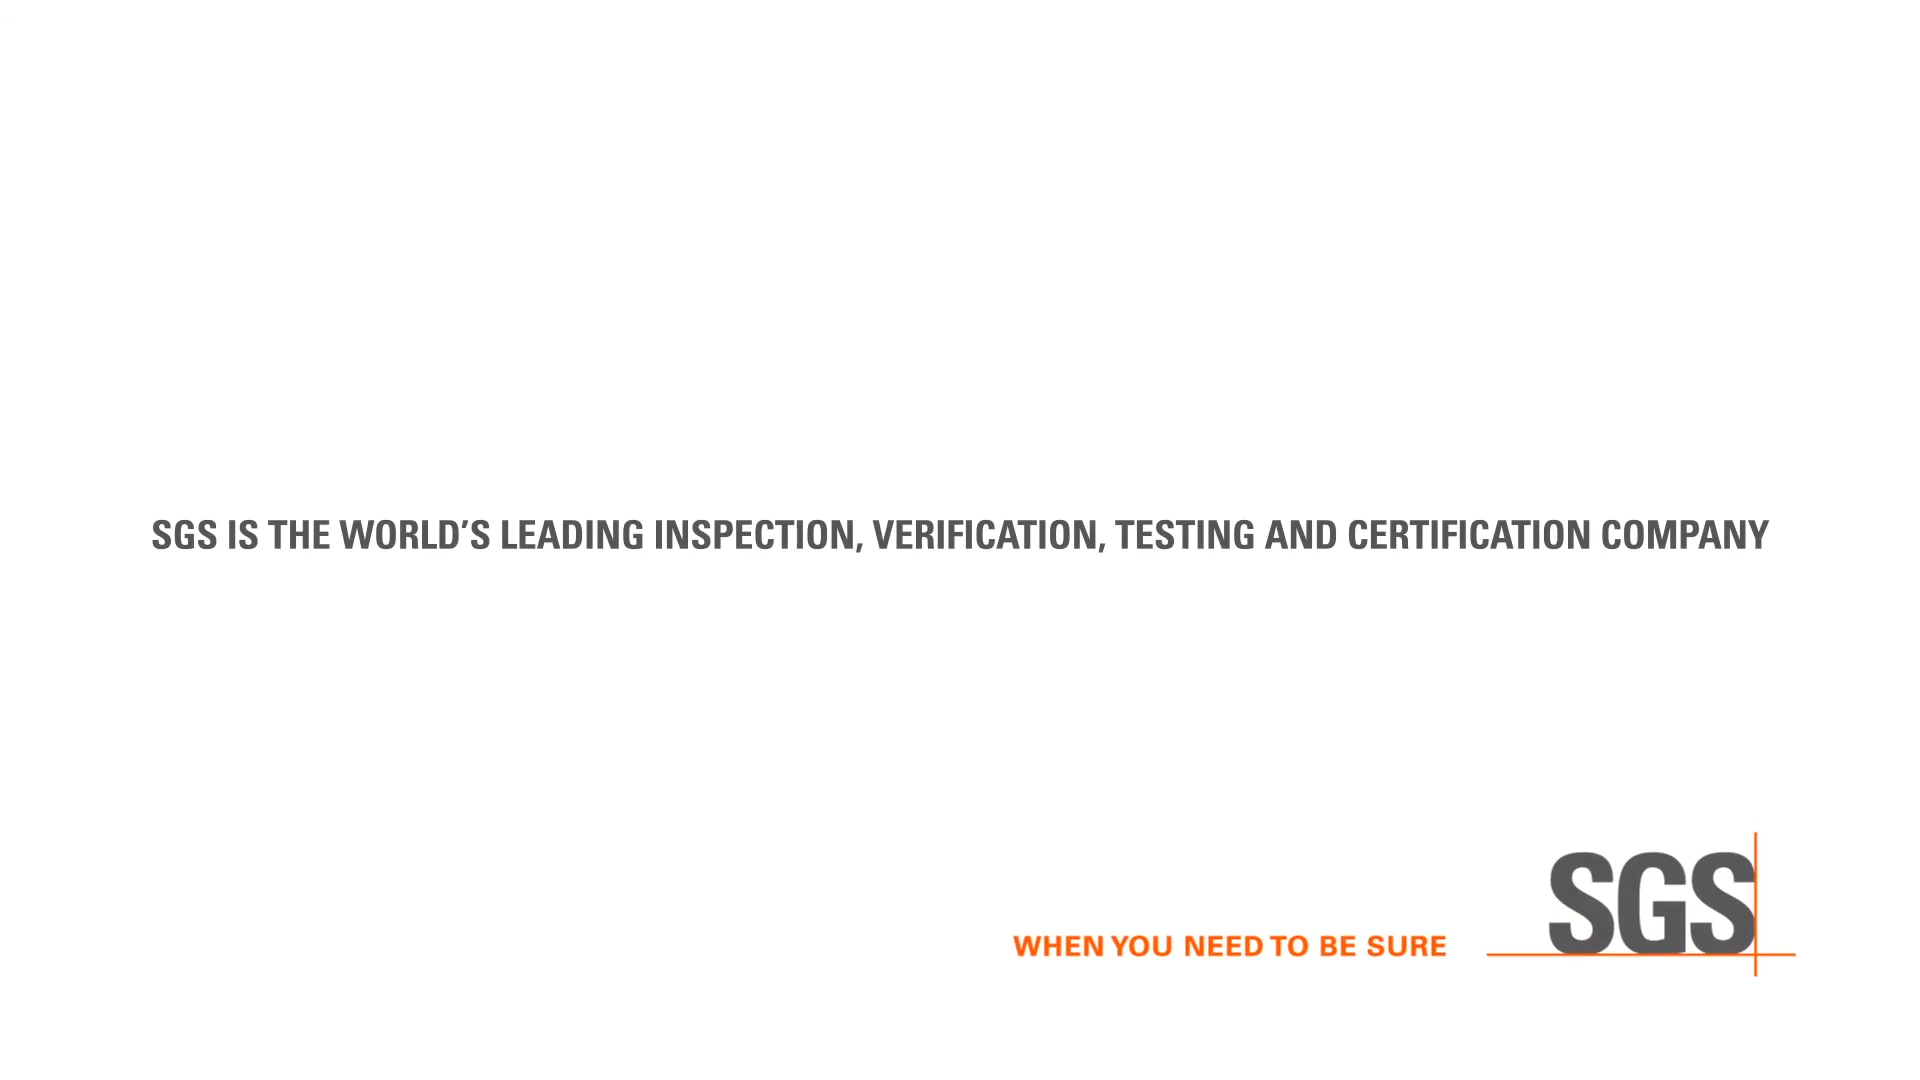 SGS IS THE WORLD’S LEADING INSPECTION, VERIFICATION, TESTING AND CERTIFICATION COMPANY
WHEN YOU NEED TO BE SURE
SGS